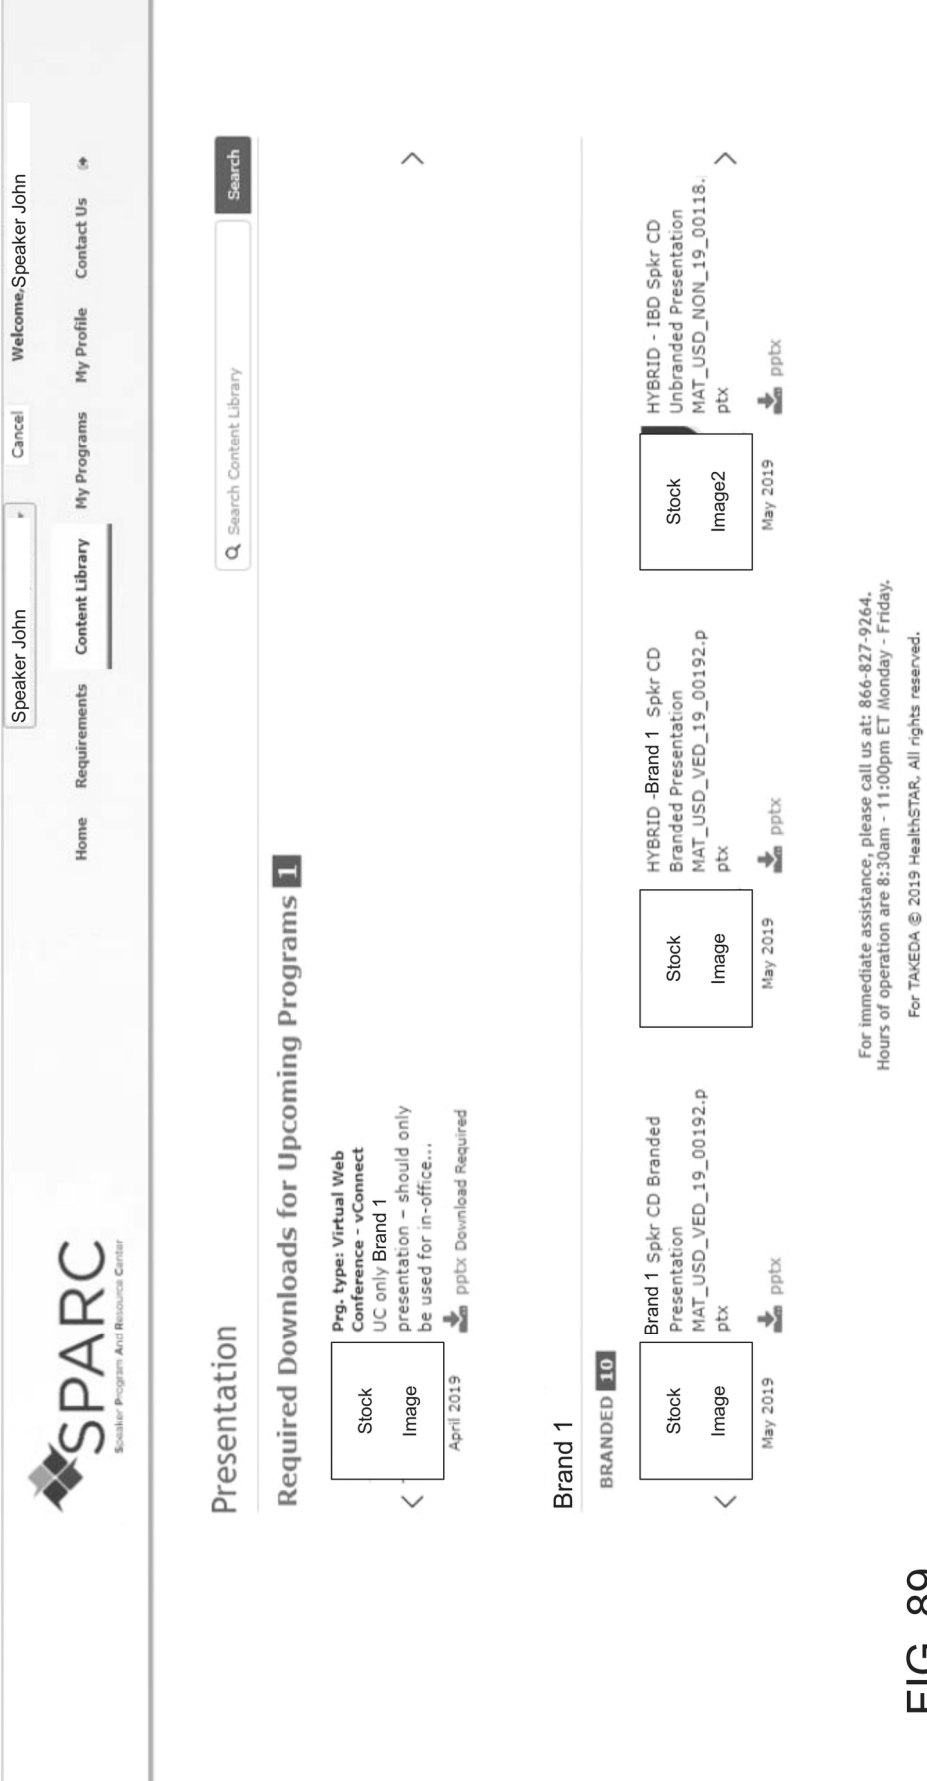 Speaker John
Cancel
Welcome, Speaker John
SPARC
Speaker Program And Resource Center
Home
Requirements
Content Library
My Programs
My Profile
Contact Us
Presentation
Search Content Library
Search
Required Downloads for Upcoming Programs 1
Stock
Image
April 2019
Prg. type: Virtual Web
Conference - vConnect
UC only Brand 1
presentation – should only
be used for in-office...
pptx Download Required
Brand 1
BRANDED 10
Stock
Image
May 2019
Brand 1 Spkr CD Branded
Presentation
MAT_USD_VED_19_00192.p
ptx
pptx
Stock
Image
May 2019
HYBRID -Brand 1 Spkr CD
Branded Presentation
MAT_USD_VED_19_00192.p
ptx
pptx
Stock
Image2
May 2019
HYBRID - IBD Spkr CD
Unbranded Presentation
MAT_USD_NON_19_00118.
ptx
pptx
For immediate assistance, please call us at: 866-827-9264.
Hours of operation are 8:30am - 11:00pm ET Monday - Friday.
For TAKEDA © 2019 HealthSTAR, All rights reserved.
FIG. 89